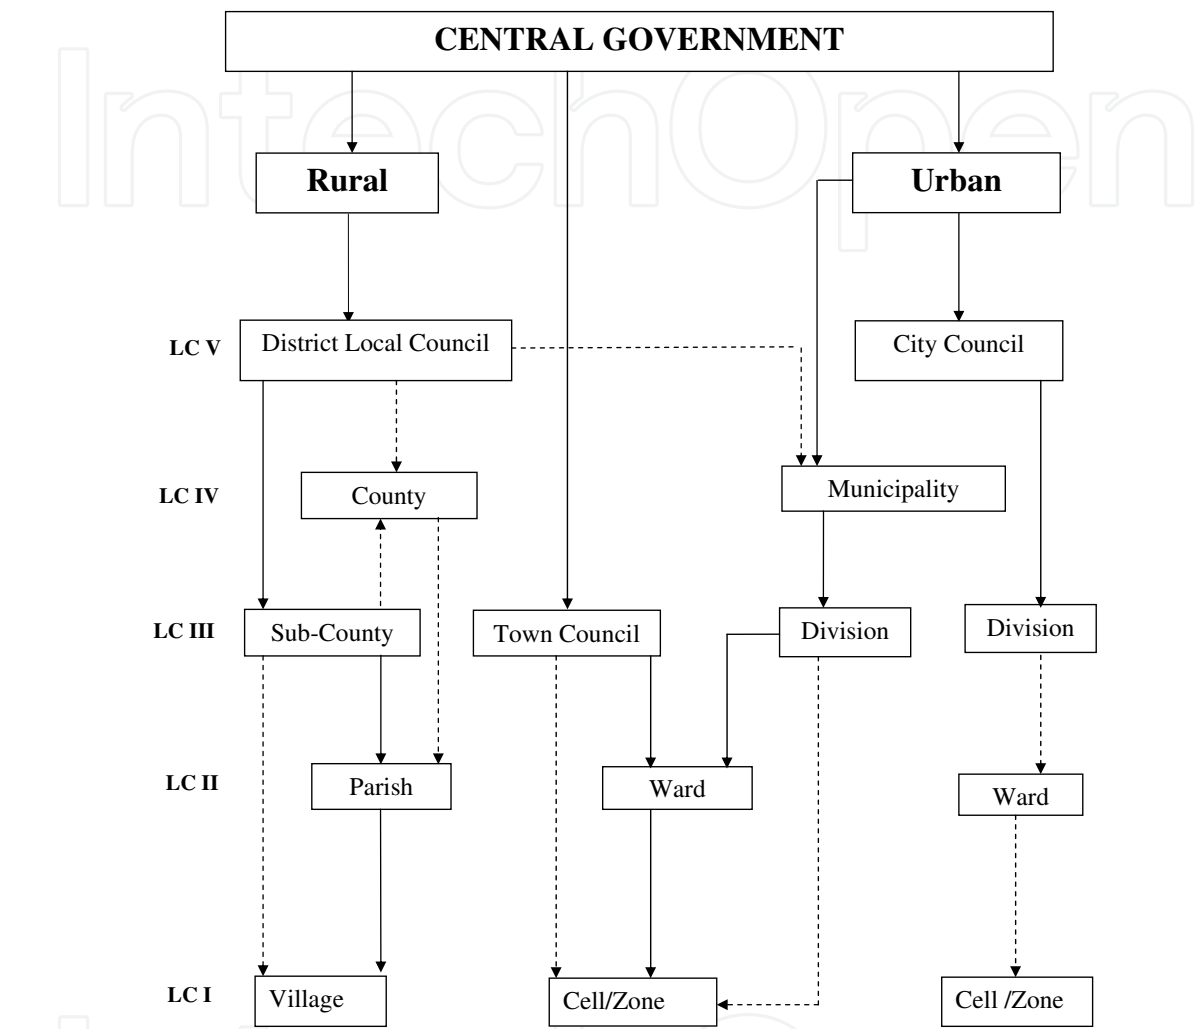 IntechOpen
CENTRAL GOVERNMENT
Rural
Urban
LC V
District Local Council
City Council
LC IV
County
Municipality
LC III
Sub-County
Town Council
Division
Division
LC II
Parish
Ward
Ward
LC I
Village
Cell/Zone
Cell /Zone